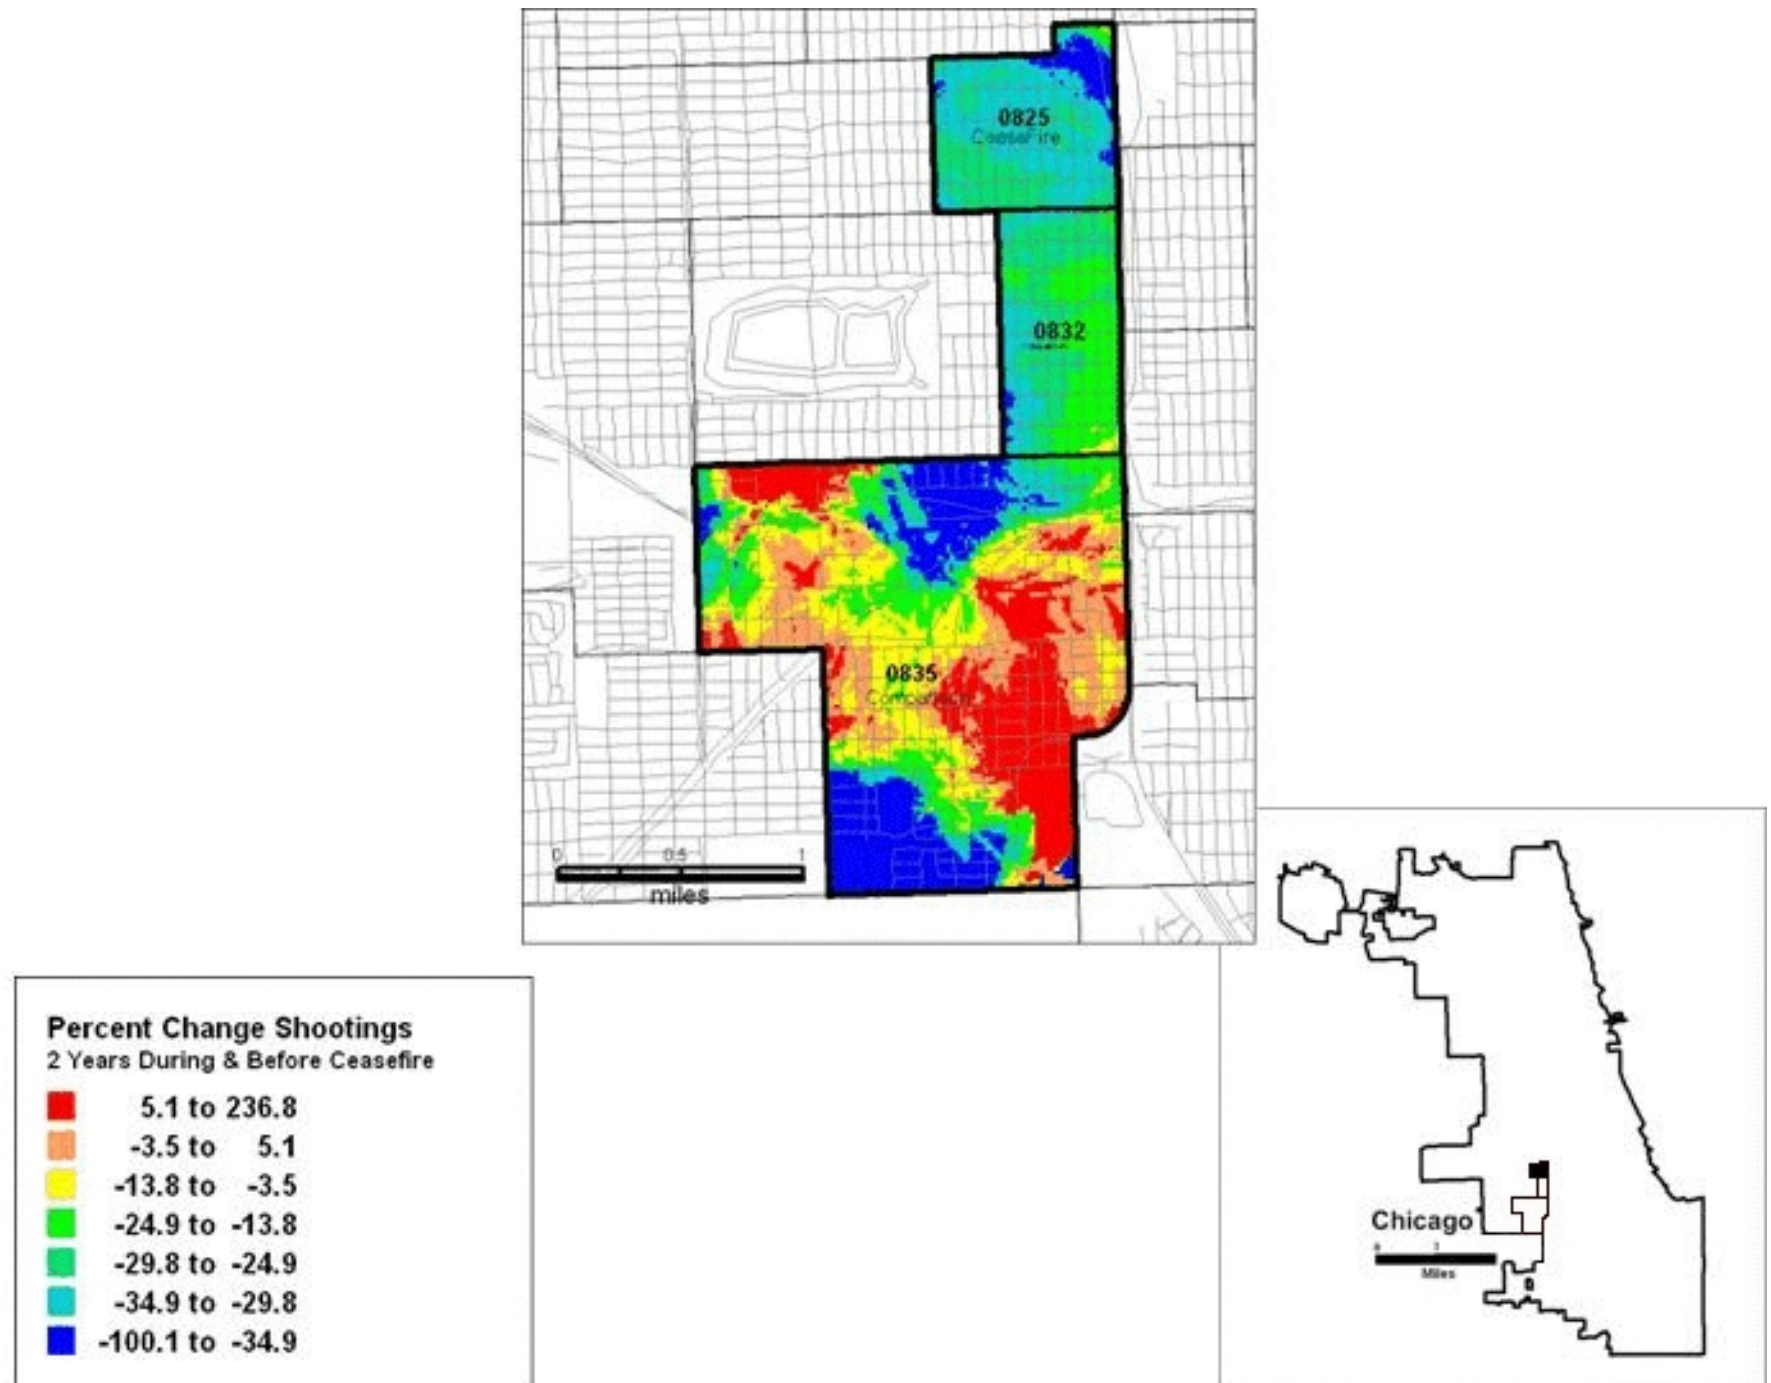 0825
CeaseFire
0832
0835
Comparison
0 0.5 1
miles
Percent Change Shootings
2 Years During & Before Ceasefire
5.1 to 236.8
-3.5 to 5.1
-13.8 to -3.5
-24.9 to -13.8
-29.8 to -24.9
-34.9 to -29.8
-100.1 to -34.9
Chicago
Miles